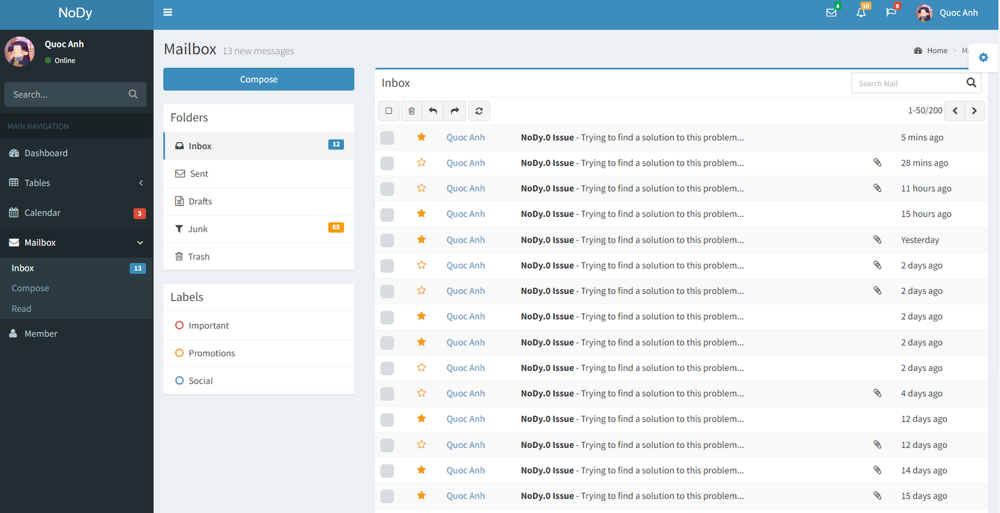 NoDy
4
10
9
Quoc Anh
Quoc Anh
Online
Search...
MAIN NAVIGATION
Dashboard
Tables
Calendar 3
Mailbox
Inbox 13
Compose
Read
Member
Mailbox 13 new messages
Home >
Compose
Folders
Inbox 12
Sent
Drafts
Junk 65
Trash
Labels
Important
Promotions
Social
Inbox
Search Mail
1-50/200
Quoc Anh NoDy.0 Issue - Trying to find a solution to this problem... 5 mins ago
Quoc Anh NoDy.0 Issue - Trying to find a solution to this problem... 28 mins ago
Quoc Anh NoDy.0 Issue - Trying to find a solution to this problem... 11 hours ago
Quoc Anh NoDy.0 Issue - Trying to find a solution to this problem... 15 hours ago
Quoc Anh NoDy.0 Issue - Trying to find a solution to this problem... Yesterday
Quoc Anh NoDy.0 Issue - Trying to find a solution to this problem... 2 days ago
Quoc Anh NoDy.0 Issue - Trying to find a solution to this problem... 2 days ago
Quoc Anh NoDy.0 Issue - Trying to find a solution to this problem... 2 days ago
Quoc Anh NoDy.0 Issue - Trying to find a solution to this problem... 2 days ago
Quoc Anh NoDy.0 Issue - Trying to find a solution to this problem... 2 days ago
Quoc Anh NoDy.0 Issue - Trying to find a solution to this problem... 4 days ago
Quoc Anh NoDy.0 Issue - Trying to find a solution to this problem... 12 days ago
Quoc Anh NoDy.0 Issue - Trying to find a solution to this problem... 12 days ago
Quoc Anh NoDy.0 Issue - Trying to find a solution to this problem... 14 days ago
Quoc Anh NoDy.0 Issue - Trying to find a solution to this problem... 15 days ago